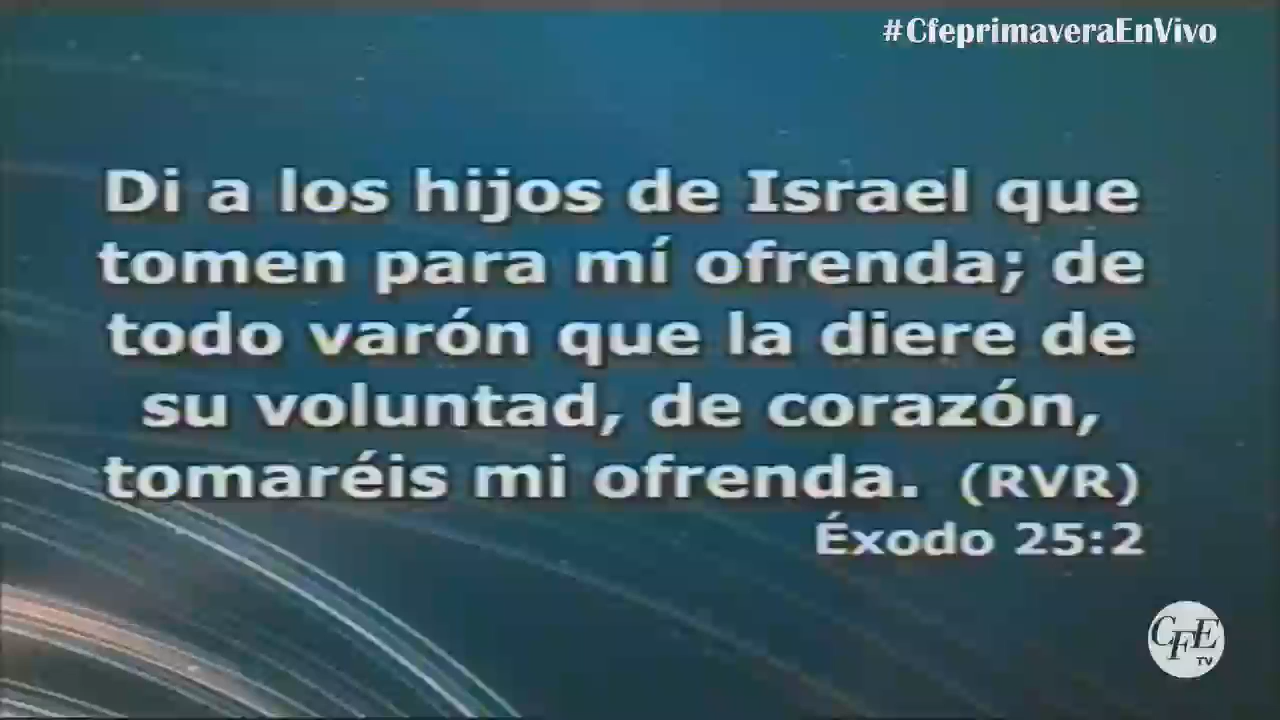 #CfeprimaveraEnVivo
Di a los hijos de Israel que
tomen para mí ofrenda; de
todo varón que la diere de
su voluntad, de corazón,
tomaréis mi ofrenda. (RVR)
Éxodo 25:2
CFE
TV